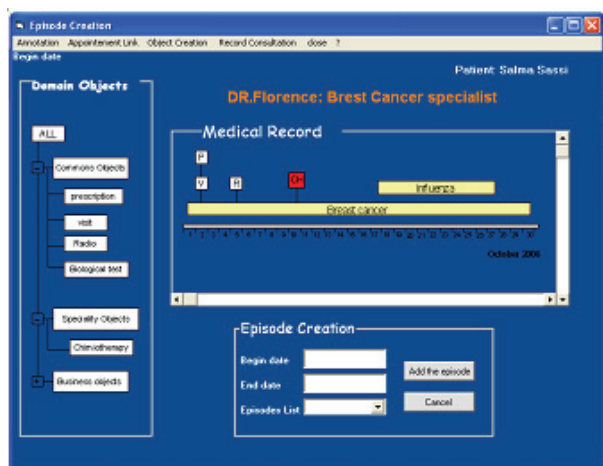 Episode Creation
Annotation Appointement Link Object Creation Record Consultation close ?
Begin date
Patient: Salma Sassi
Domain Objects
DR.Florence: Brest Cancer specialist
ALL
Commons Objects
prescription
visit
Radio
Biological test
Speciality Objects
Chimiotherapy
Business objects
Medical Record
P
V R CH
Influenza
Breast cancer
1 2 3 4 5 6 7 8 9 10 11 12 13 14 15 16 17 18 19 20 21 22 23 24 25 26 27 28 29 30
October 2006
Episode Creation
Begin date
Add the episode
End date
Cancel
Episodes List